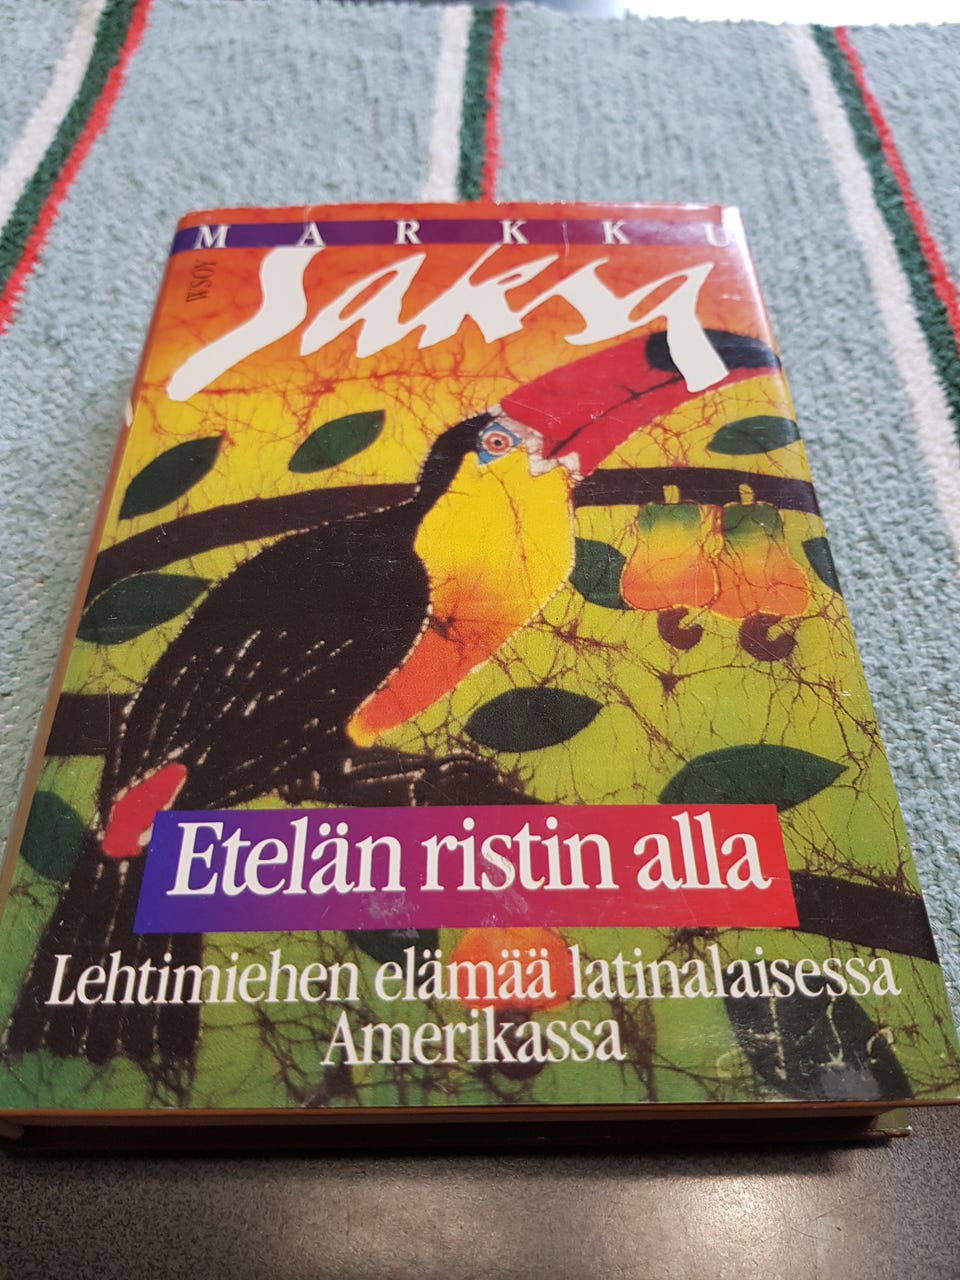 MARKKU
Saksa
WSOY
Etelän ristin alla
Lehtimiehen elämää latinalaisessa
Amerikassa